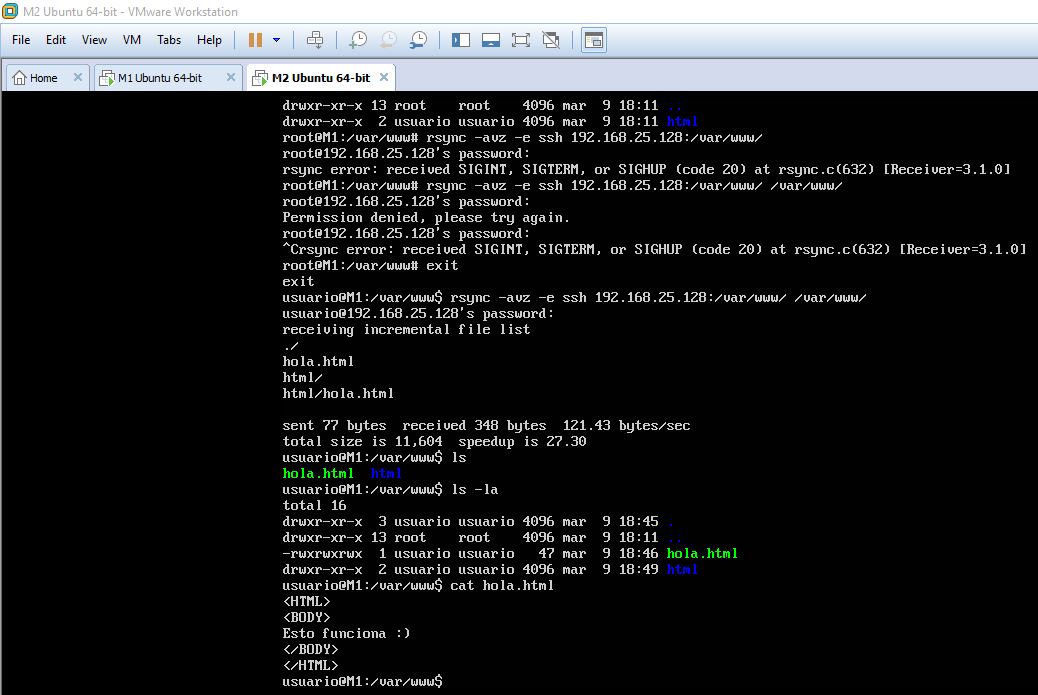 M2 Ubuntu 64-bit - VMware Workstation
File Edit View VM Tabs Help
Home M1 Ubuntu 64-bit M2 Ubuntu 64-bit
drwxr-xr-x 13 root    root    4096 mar  9 18:11 ..
drwxr-xr-x  2 usuario usuario 4096 mar  9 18:11 html
root@M1:/var/www# rsync -avz -e ssh 192.168.25.128:/var/www/
root@192.168.25.128's password:
rsync error: received SIGINT, SIGTERM, or SIGHUP (code 20) at rsync.c(632) [Receiver=3.1.0]
root@M1:/var/www# rsync -avz -e ssh 192.168.25.128:/var/www/ /var/www/
root@192.168.25.128's password:
Permission denied, please try again.
root@192.168.25.128's password:
^Crsync error: received SIGINT, SIGTERM, or SIGHUP (code 20) at rsync.c(632) [Receiver=3.1.0]
root@M1:/var/www# exit
exit
usuario@M1:/var/www$ rsync -avz -e ssh 192.168.25.128:/var/www/ /var/www/
usuario@192.168.25.128's password:
receiving incremental file list
./
hola.html
html/
html/hola.html

sent 77 bytes  received 348 bytes  121.43 bytes/sec
total size is 11,604  speedup is 27.30
usuario@M1:/var/www$ ls
hola.html  html
usuario@M1:/var/www$ ls -la
total 16
drwxr-xr-x  3 usuario usuario 4096 mar  9 18:45 .
drwxr-xr-x 13 root    root    4096 mar  9 18:11 ..
-rwxrwxrwx  1 usuario usuario   47 mar  9 18:46 hola.html
drwxr-xr-x  2 usuario usuario 4096 mar  9 18:49 html
usuario@M1:/var/www$ cat hola.html
<HTML>
<BODY>
Esto funciona :)
</BODY>
</HTML>
usuario@M1:/var/www$